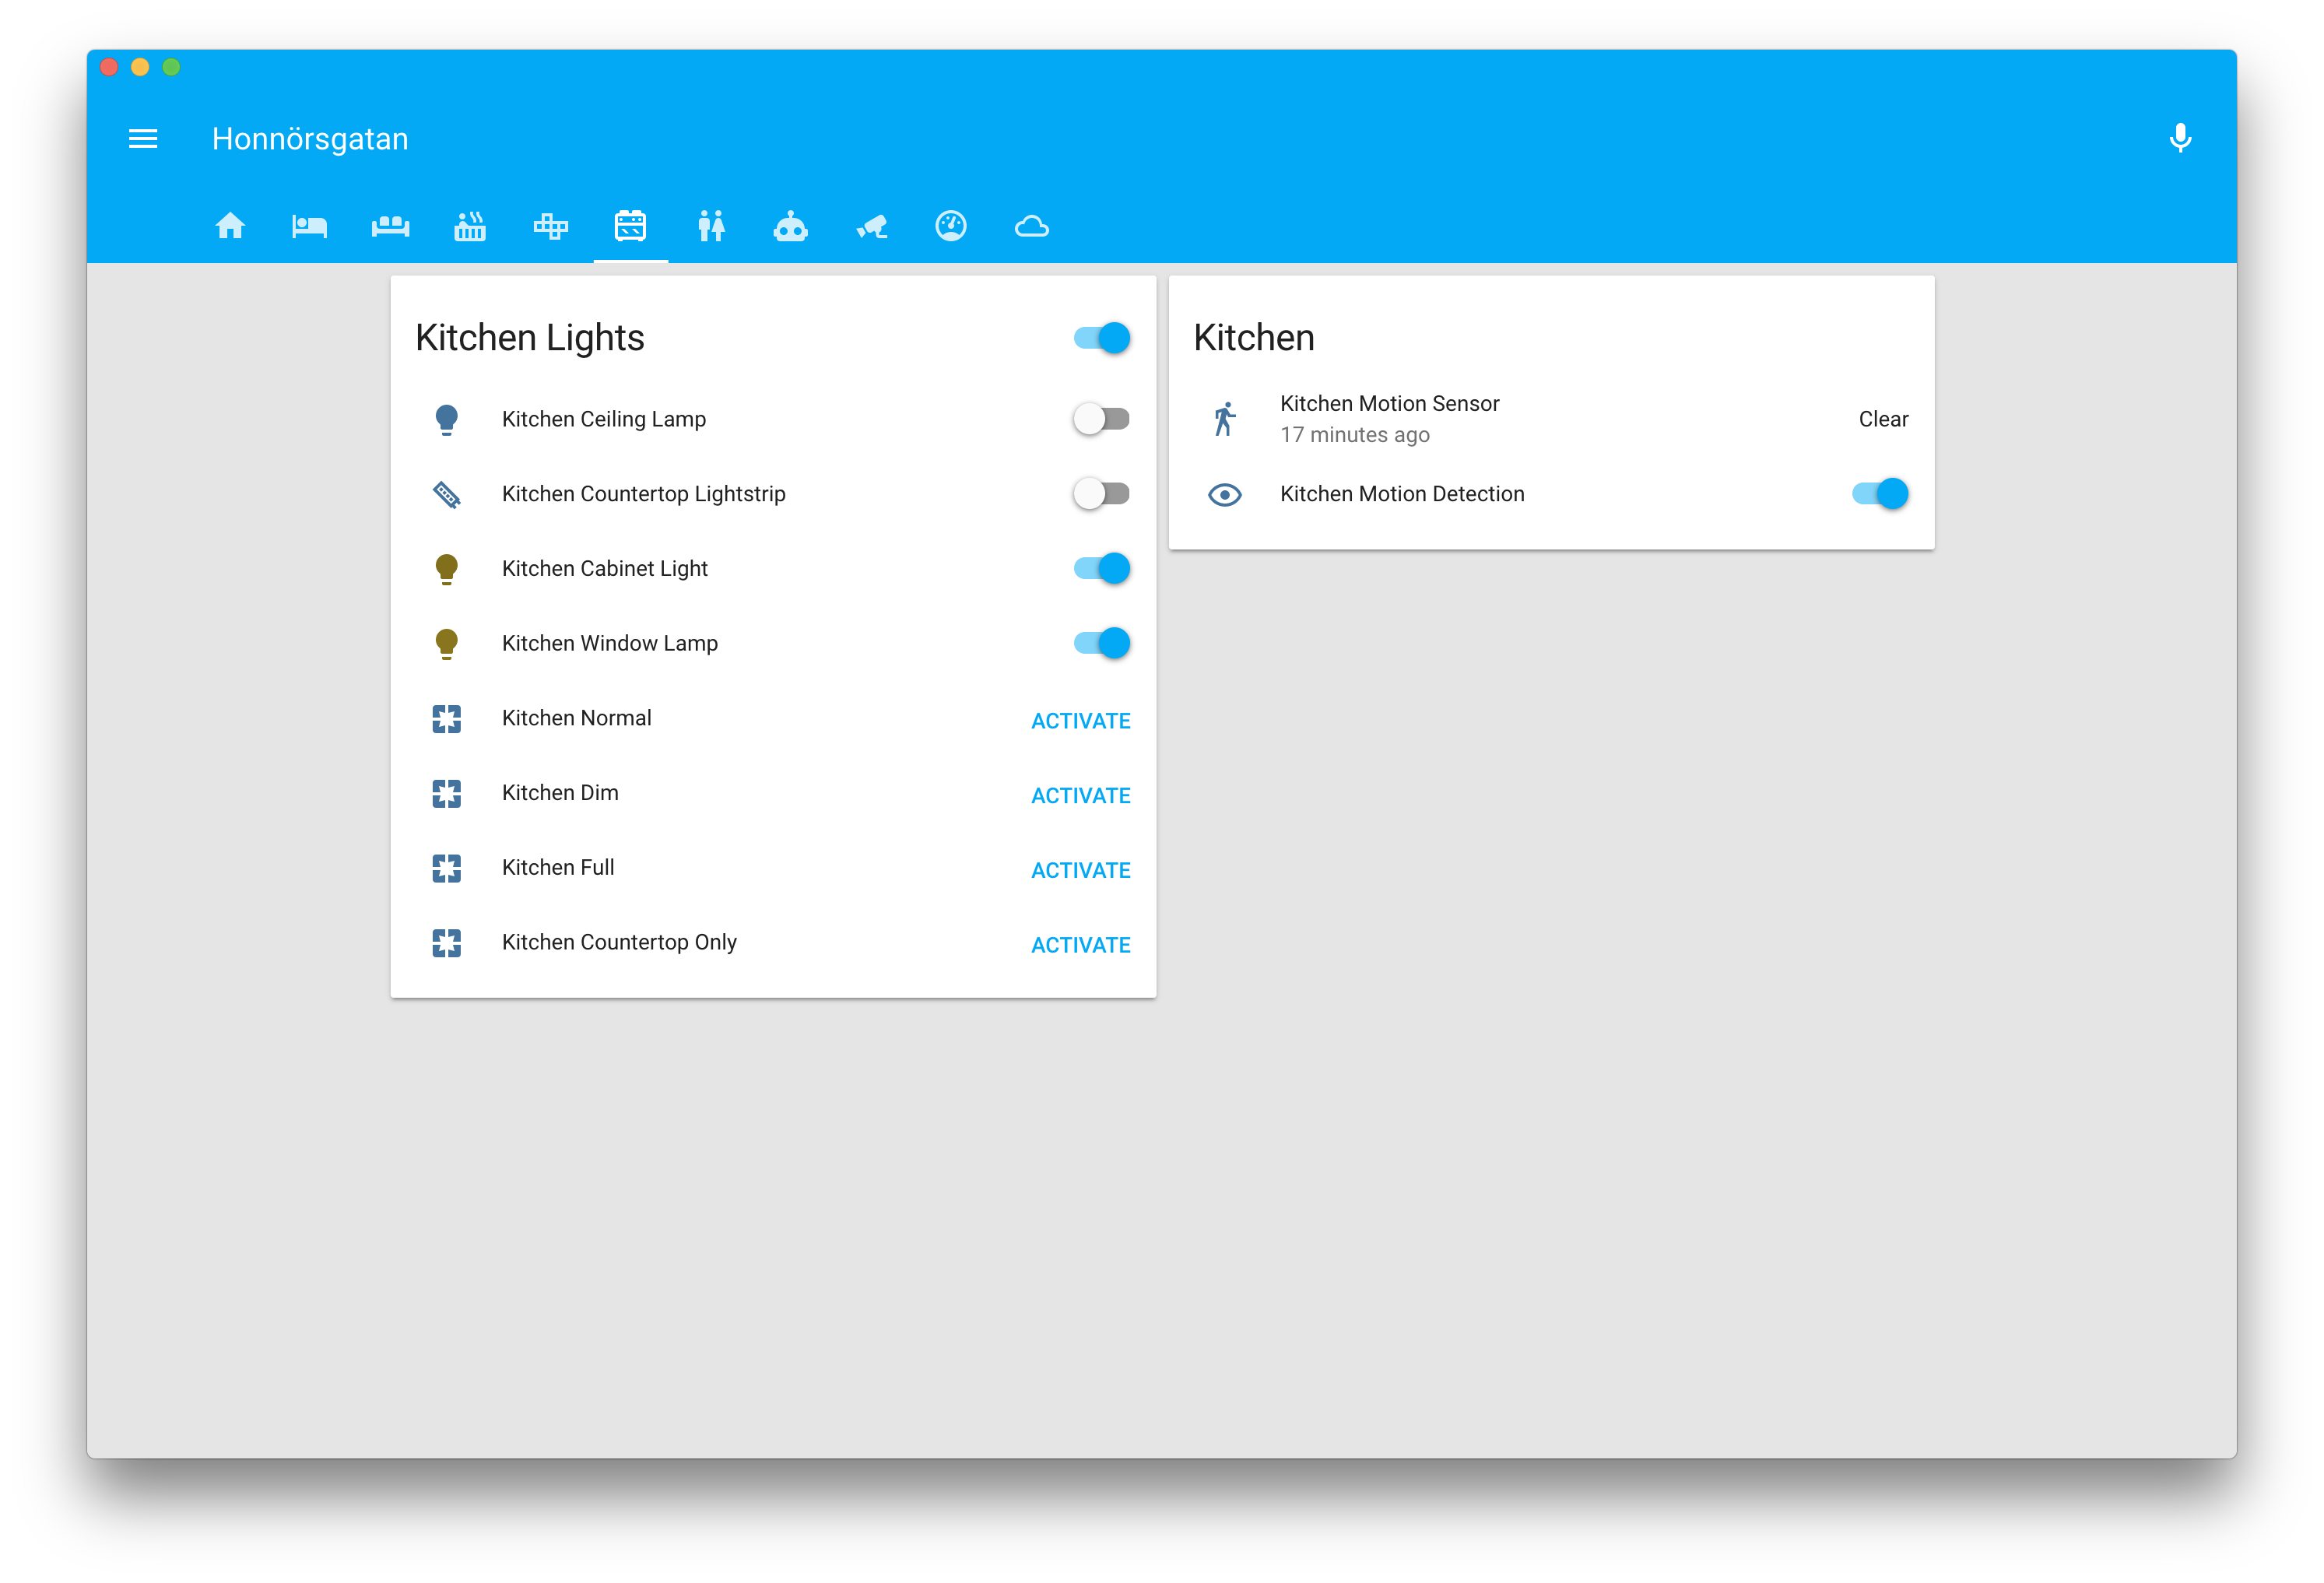 Honnörsgatan
Kitchen Lights
Kitchen Ceiling Lamp
Kitchen Countertop Lightstrip
Kitchen Cabinet Light
Kitchen Window Lamp
Kitchen Normal ACTIVATE
Kitchen Dim ACTIVATE
Kitchen Full ACTIVATE
Kitchen Countertop Only ACTIVATE
Kitchen
Kitchen Motion Sensor
17 minutes ago
Clear
Kitchen Motion Detection